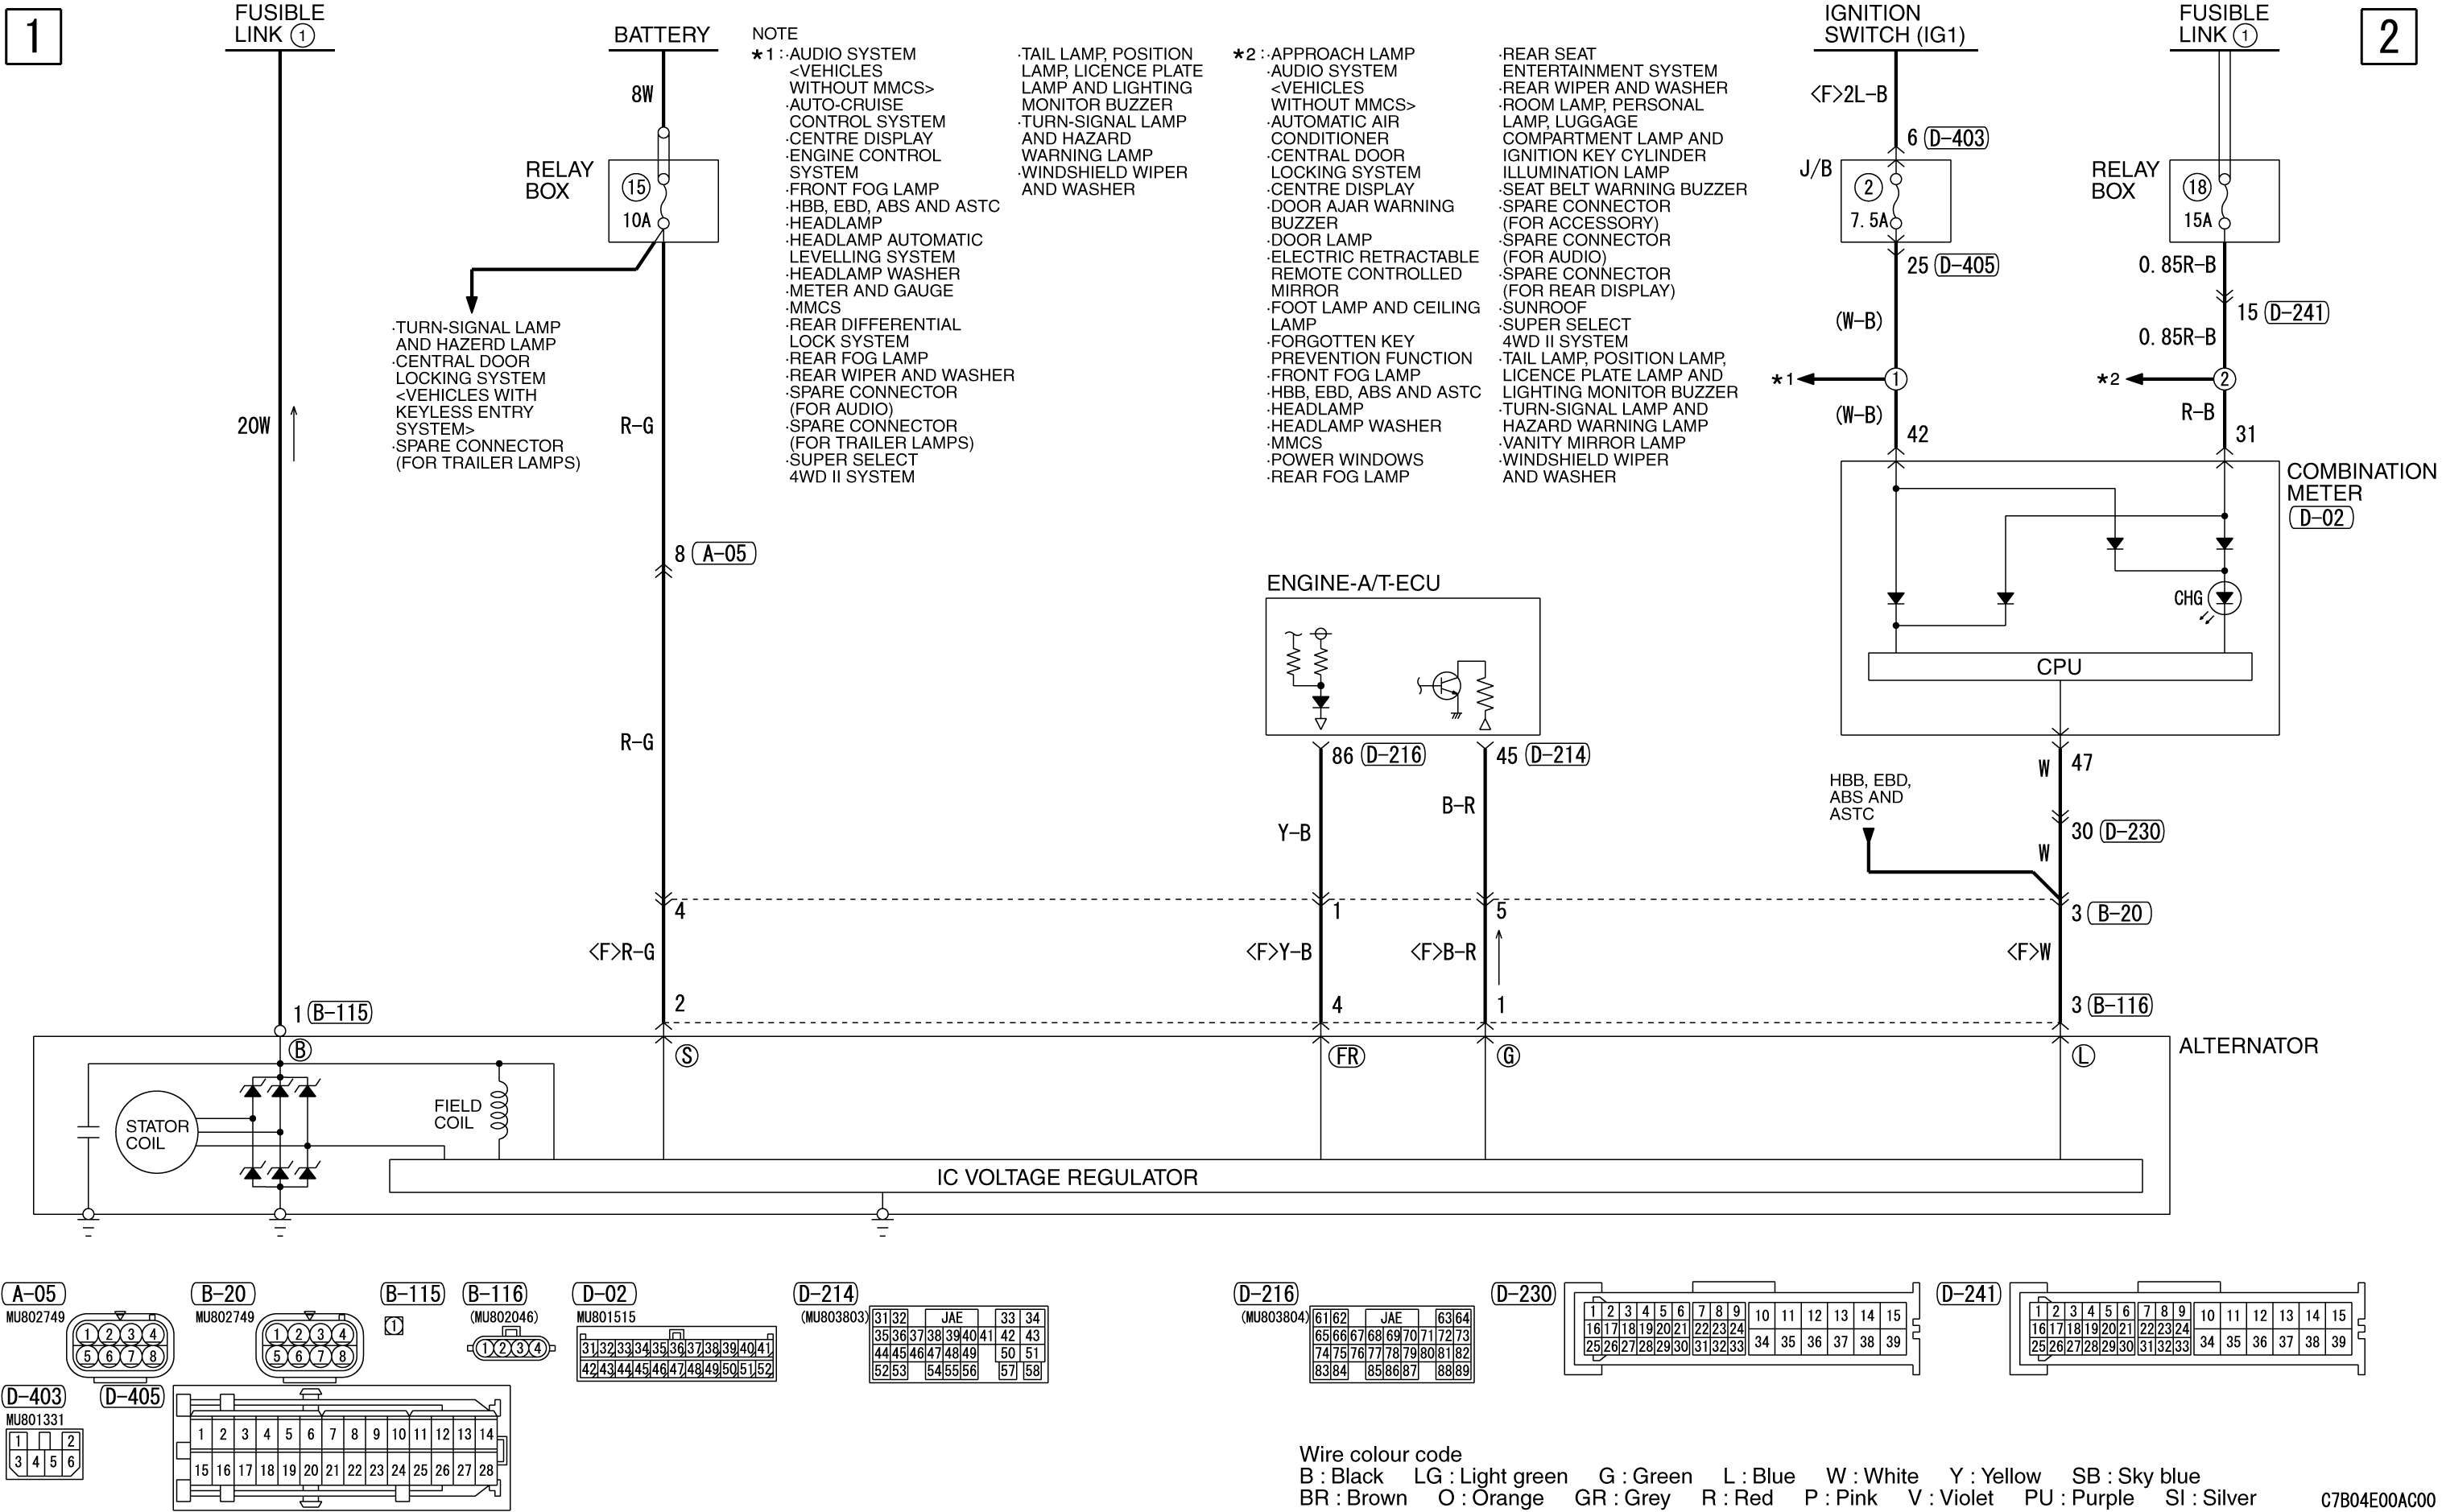 1
FUSIBLE
LINK ①
BATTERY
8W
RELAY
BOX
15
10A
·TURN-SIGNAL LAMP
AND HAZERD LAMP
·CENTRAL DOOR
LOCKING SYSTEM
<VEHICLES WITH
KEYLESS ENTRY
SYSTEM>
·SPARE CONNECTOR
(FOR TRAILER LAMPS)
20W
R-G
8 A-05
R-G
NOTE
*1:·AUDIO SYSTEM
<VEHICLES
WITHOUT MMCS>
·AUTO-CRUISE
CONTROL SYSTEM
·CENTRE DISPLAY
·ENGINE CONTROL
SYSTEM
·FRONT FOG LAMP
·HBB, EBD, ABS AND ASTC
·HEADLAMP
·HEADLAMP AUTOMATIC
LEVELLING SYSTEM
·HEADLAMP WASHER
·METER AND GAUGE
·MMCS
·REAR DIFFERENTIAL
LOCK SYSTEM
·REAR FOG LAMP
·REAR WIPER AND WASHER
·SPARE CONNECTOR
(FOR AUDIO)
·SPARE CONNECTOR
(FOR TRAILER LAMPS)
·SUPER SELECT
4WD II SYSTEM
·TAIL LAMP, POSITION
LAMP, LICENCE PLATE
LAMP AND LIGHTING
MONITOR BUZZER
·TURN-SIGNAL LAMP
AND HAZARD
WARNING LAMP
·WINDSHIELD WIPER
AND WASHER
*2:·APPROACH LAMP
·AUDIO SYSTEM
<VEHICLES
WITHOUT MMCS>
·AUTOMATIC AIR
CONDITIONER
·CENTRAL DOOR
LOCKING SYSTEM
·CENTRE DISPLAY
·DOOR AJAR WARNING
BUZZER
·DOOR LAMP
·ELECTRIC RETRACTABLE
REMOTE CONTROLLED
MIRROR
·FOOT LAMP AND CEILING
LAMP
·FORGOTTEN KEY
PREVENTION FUNCTION
·FRONT FOG LAMP
·HBB, EBD, ABS AND ASTC
·HEADLAMP
·HEADLAMP WASHER
·MMCS
·POWER WINDOWS
·REAR FOG LAMP
·REAR SEAT
ENTERTAINMENT SYSTEM
·REAR WIPER AND WASHER
·ROOM LAMP, PERSONAL
LAMP, LUGGAGE
COMPARTMENT LAMP AND
IGNITION KEY CYLINDER
ILLUMINATION LAMP
·SEAT BELT WARNING BUZZER
·SPARE CONNECTOR
(FOR ACCESSORY)
·SPARE CONNECTOR
(FOR AUDIO)
·SPARE CONNECTOR
(FOR REAR DISPLAY)
·SUNROOF
·SUPER SELECT
4WD II SYSTEM
·TAIL LAMP, POSITION LAMP,
LICENCE PLATE LAMP AND
LIGHTING MONITOR BUZZER
·TURN-SIGNAL LAMP AND
HAZARD WARNING LAMP
·VANITY MIRROR LAMP
·WINDSHIELD WIPER
AND WASHER
IGNITION
SWITCH (IG1)
<F>2L-B
6 D-403
J/B
2
7.5A
25 D-405
(W-B)
*1 1
(W-B)
42
FUSIBLE
LINK ①
2
RELAY
BOX
18
15A
0.85R-B
15 D-241
0.85R-B
*2 2
R-B
31
COMBINATION
METER
D-02
CHG
CPU
ENGINE-A/T-ECU
86 D-216
45 D-214
B-R
Y-B
W 47
HBB, EBD,
ABS AND
ASTC
30 D-230
W
4 1 5 3 B-20
<F>R-G <F>Y-B <F>B-R <F>W
1 B-115
2 4 1 3 B-116
B S FR G L
ALTERNATOR
STATOR
COIL
FIELD
COIL
IC VOLTAGE REGULATOR
A-05
MU802749
1 2 3 4
5 6 7 8
B-20
MU802749
1 2 3 4
5 6 7 8
B-115
1
B-116
(MU802046)
1 2 3 4
D-02
MU801515
31 32 33 34 35 36 37 38 39 40 41
42 43 44 45 46 47 48 49 50 51 52
D-214
(MU803803)
31 32 JAE 33 34
35 36 37 38 39 40 41 42 43
44 45 46 47 48 49 50 51
52 53 54 55 56 57 58
D-216
(MU803804)
61 62 JAE 63 64
65 66 67 68 69 70 71 72 73
74 75 76 77 78 79 80 81 82
83 84 85 86 87 88 89
D-230
1 2 3 4 5 6 7 8 9 10 11 12 13 14 15
16 17 18 19 20 21 22 23 24
25 26 27 28 29 30 31 32 33 34 35 36 37 38 39
D-241
1 2 3 4 5 6 7 8 9 10 11 12 13 14 15
16 17 18 19 20 21 22 23 24
25 26 27 28 29 30 31 32 33 34 35 36 37 38 39
D-403
MU801331
1 2
3 4 5 6
D-405
1 2 3 4 5 6 7 8 9 10 11 12 13 14
15 16 17 18 19 20 21 22 23 24 25 26 27 28
Wire colour code
B : Black LG : Light green G : Green L : Blue W : White Y : Yellow SB : Sky blue
BR : Brown O : Orange GR : Grey R : Red P : Pink V : Violet PU : Purple SI : Silver
C7B04E00AC00